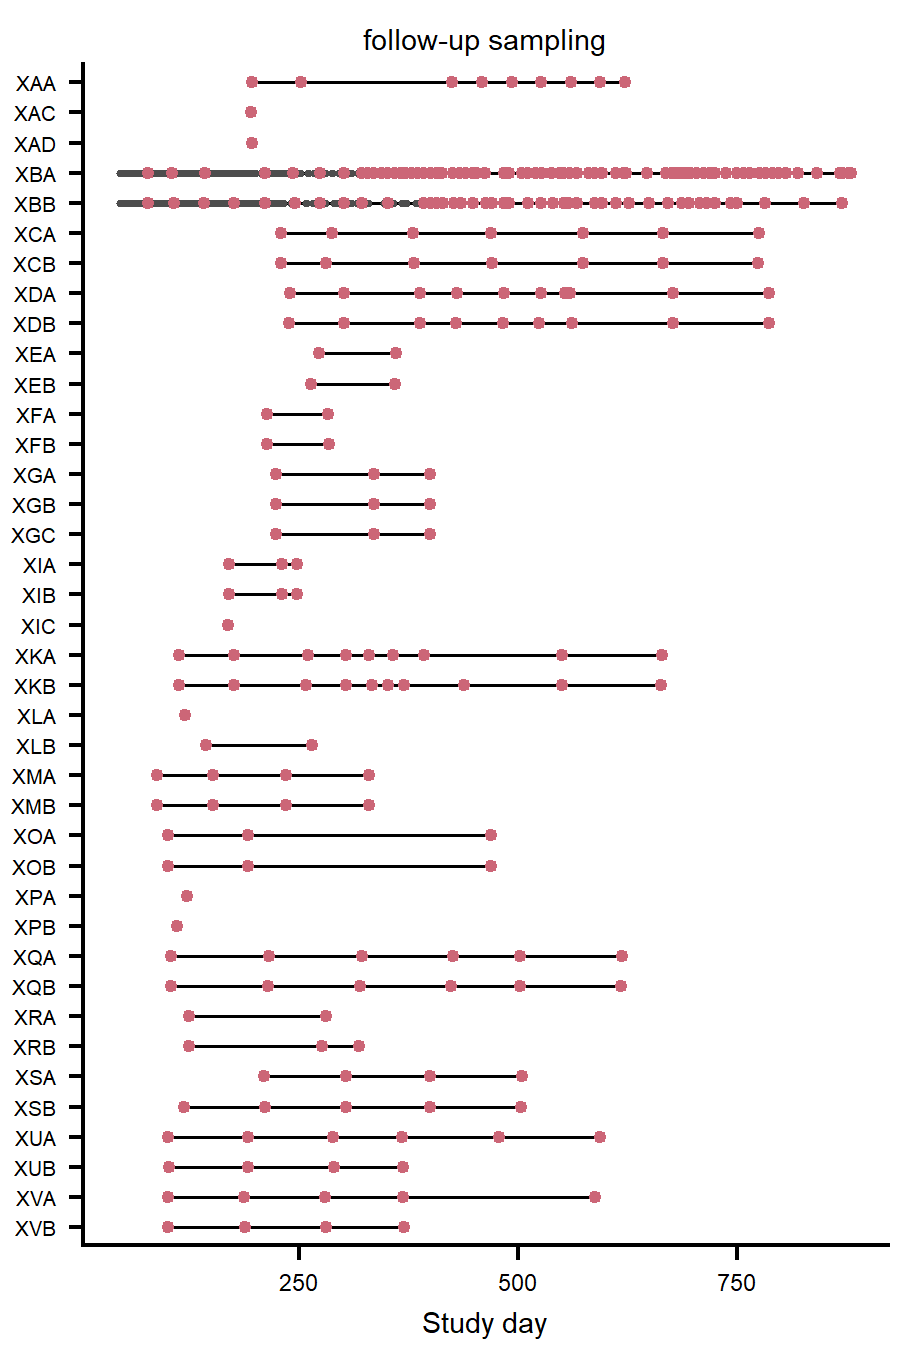 follow-up sampling
XAA
XAC
XAD
XBA
XBB
XCA
XCB
XDA
XDB
XEA
XEB
XFA
XFB
XGA
XGB
XGC
XIA
XIB
XIC
XKA
XKB
XLA
XLB
XMA
XMB
XOA
XOB
XPA
XPB
XQA
XQB
XRA
XRB
XSA
XSB
XUA
XUB
XVA
XVB
250 500 750
Study day